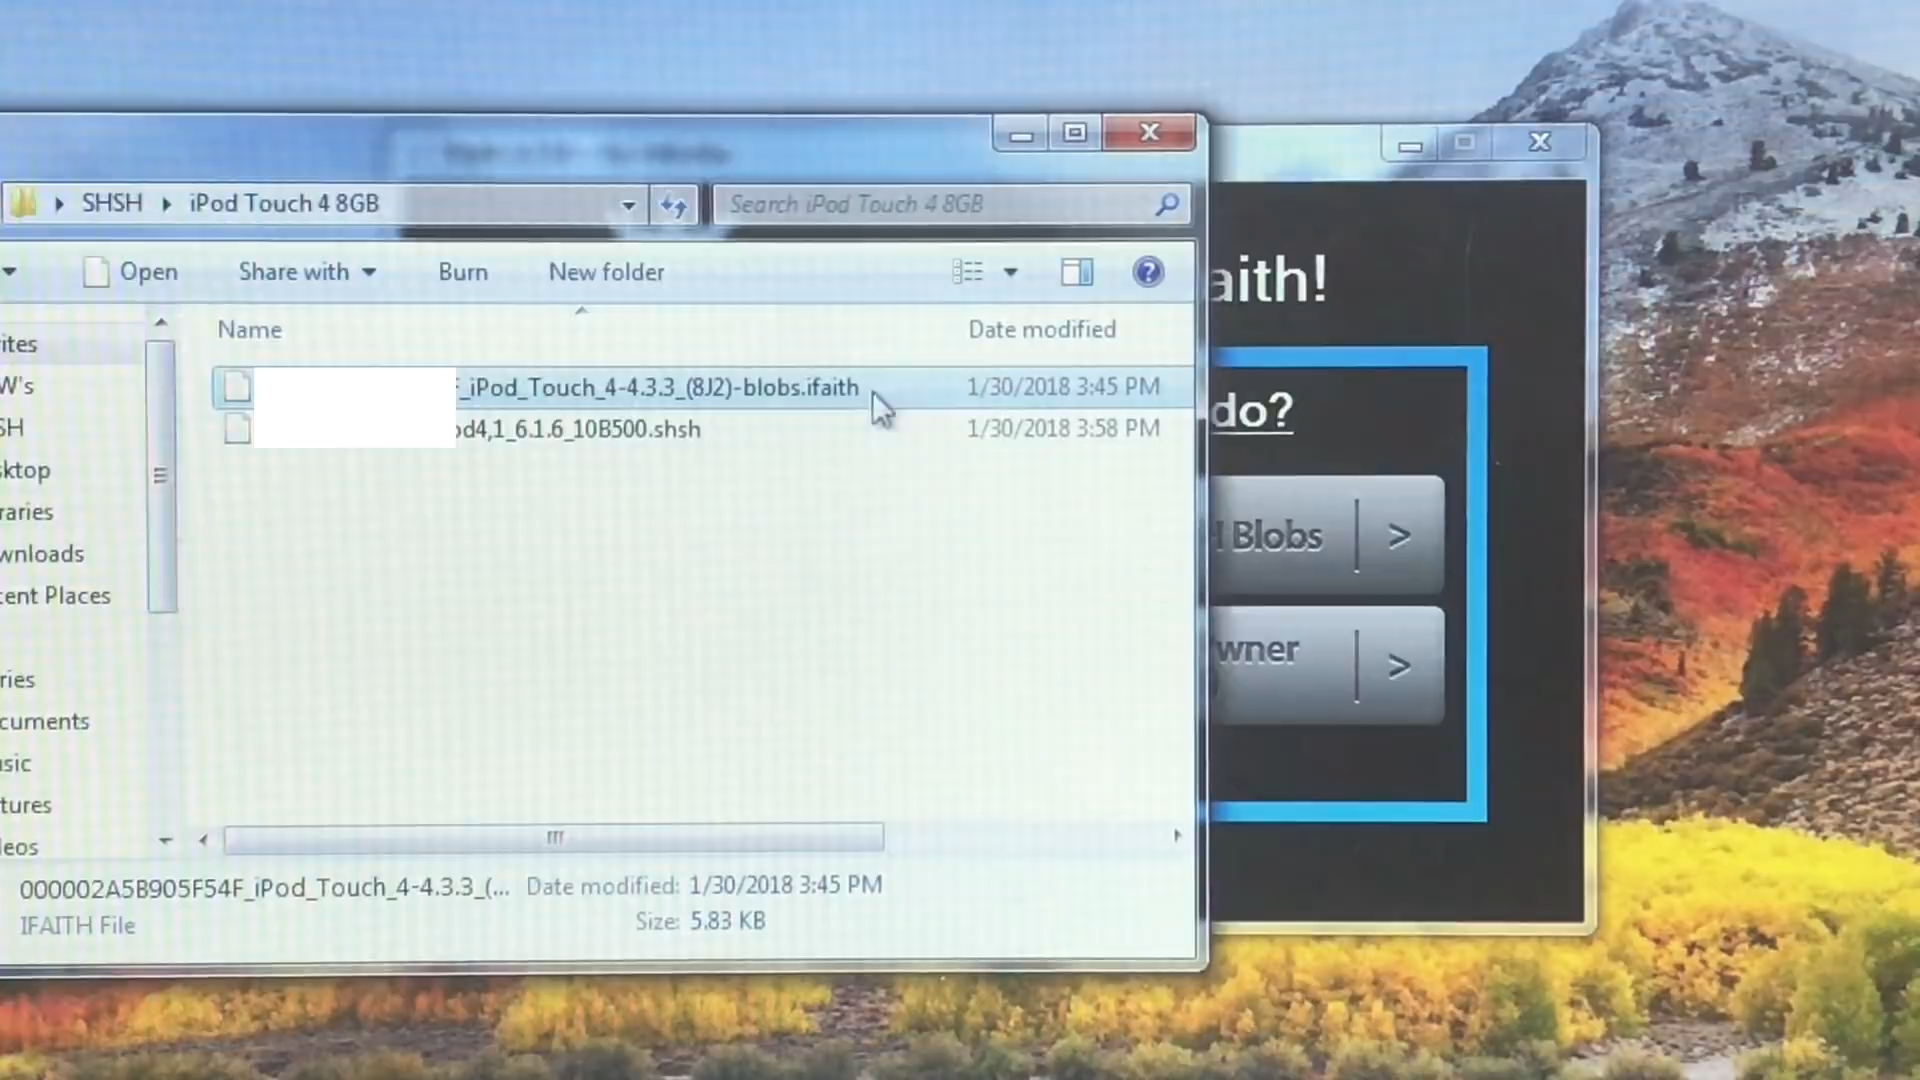 SHSH
iPod Touch 4 8GB
Search iPod Touch 4 8GB
Open
Share with
Burn
New folder
Name
Date modified
_iPod_Touch_4-4.3.3_(8J2)-blobs.ifaith
1/30/2018 3:45 PM
od4,1_6.1.6_10B500.shsh
1/30/2018 3:58 PM
ites
W's
SH
sktop
raries
wnloads
cent Places
ries
cuments
usic
tures
leos
000002A5B905F54F_iPod_Touch_4-4.3.3_(...
Date modified: 1/30/2018 3:45 PM
IFAITH File
Size: 5.83 KB
aith!
do?
H Blobs
>
wner
>